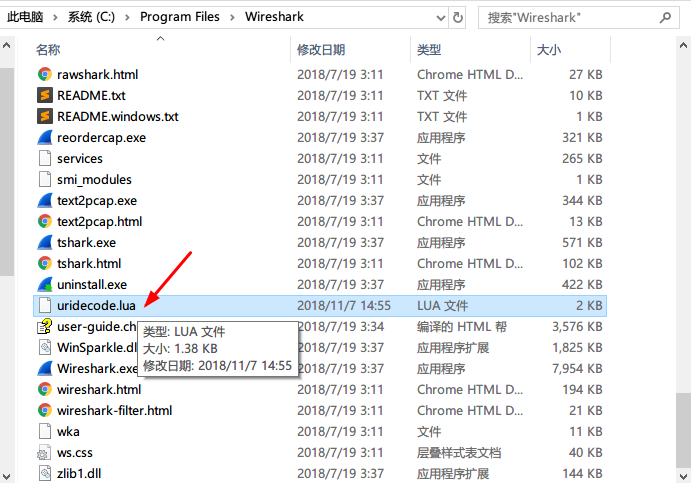 此电脑 > 系统 (C:) > Program Files > Wireshark 搜索"Wireshark"
名称 修改日期 类型 大小
rawshark.html 2018/7/19 3:11 Chrome HTML D... 27 KB
README.txt 2018/7/19 3:11 TXT 文件 10 KB
README.windows.txt 2018/7/19 3:11 TXT 文件 1 KB
reordercap.exe 2018/7/19 3:37 应用程序 321 KB
services 2018/7/19 3:11 文件 265 KB
smi_modules 2018/7/19 3:11 文件 1 KB
text2pcap.exe 2018/7/19 3:37 应用程序 344 KB
text2pcap.html 2018/7/19 3:11 Chrome HTML D... 13 KB
tshark.exe 2018/7/19 3:37 应用程序 571 KB
tshark.html 2018/7/19 3:11 Chrome HTML D... 102 KB
uninstall.exe 2018/7/19 3:37 应用程序 422 KB
uridecode.lua 2018/11/7 14:55 LUA 文件 2 KB
user-guide.ch 2018/7/19 3:34 编译的 HTML 帮 3,576 KB
类型: LUA 文件
WinSparkle.dl 2018/7/19 3:37 应用程序扩展 1,825 KB
大小: 1.38 KB
Wireshark.exe 2018/7/19 3:37 应用程序 7,954 KB
修改日期: 2018/11/7 14:55
wireshark.html 2018/7/19 3:11 Chrome HTML D... 194 KB
wireshark-filter.html 2018/7/19 3:11 Chrome HTML D... 21 KB
wka 2018/7/19 3:11 文件 11 KB
ws.css 2018/7/19 3:11 层叠样式表文档 40 KB
zlib1.dll 2018/7/19 3:37 应用程序扩展 144 KB